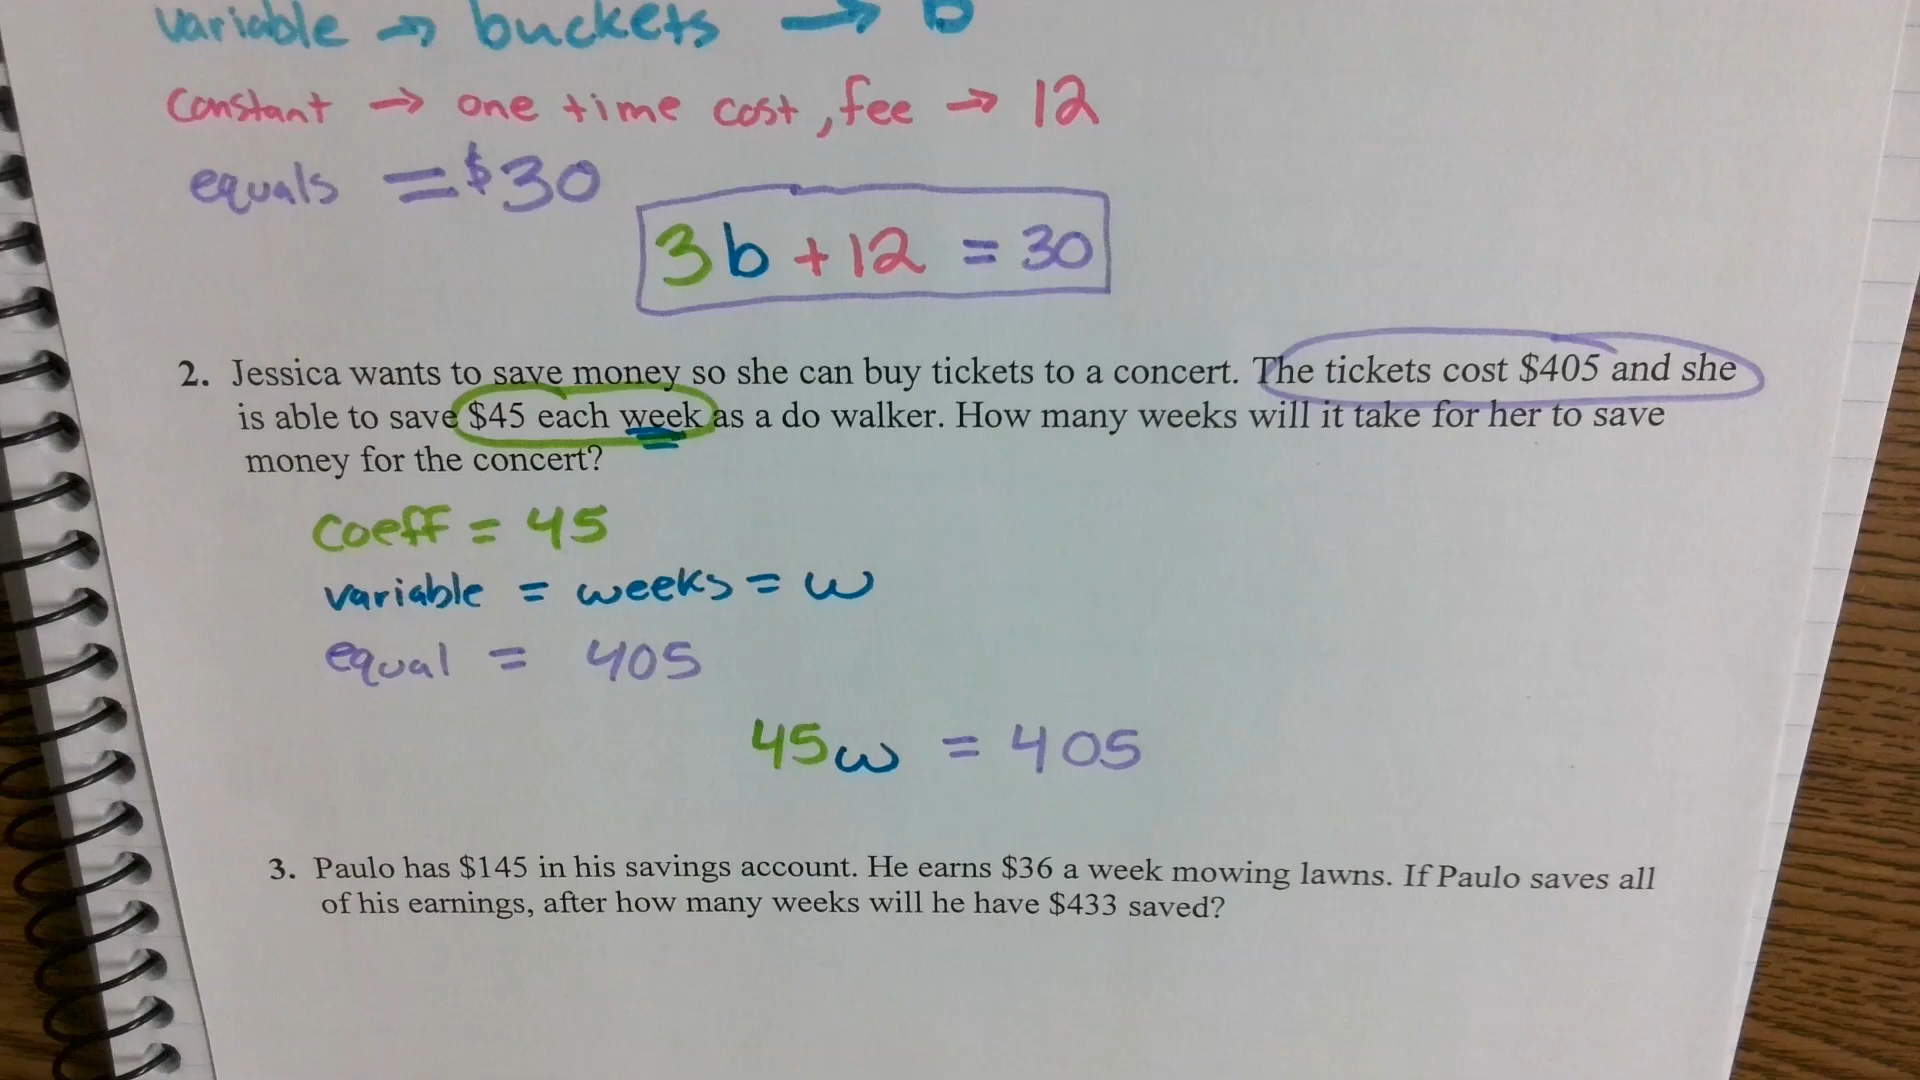 variable → buckets → b
constant → one time cost, fee → 12
equals = $30
3b + 12 = 30
2. Jessica wants to save money so she can buy tickets to a concert. The tickets cost $405 and she
is able to save $45 each week as a do walker. How many weeks will it take for her to save
money for the concert?
coeff = 45
variable = weeks = w
equal = 405
45w = 405
3. Paulo has $145 in his savings account. He earns $36 a week mowing lawns. If Paulo saves all
of his earnings, after how many weeks will he have $433 saved?